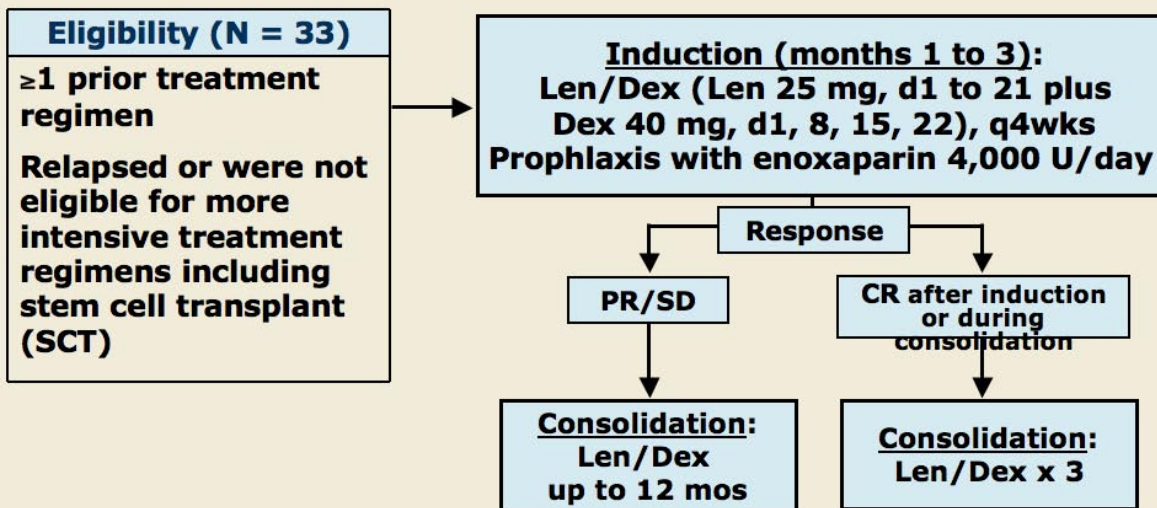 Eligibility (N = 33)
≥1 prior treatment
regimen
Relapsed or were not
eligible for more
intensive treatment
regimens including
stem cell transplant
(SCT)
Induction (months 1 to 3):
Len/Dex (Len 25 mg, d1 to 21 plus
Dex 40 mg, d1, 8, 15, 22), q4wks
Prophlaxis with enoxaparin 4,000 U/day
Response
PR/SD
CR after induction
or during
consolidation
Consolidation:
Len/Dex
up to 12 mos
Consolidation:
Len/Dex x 3